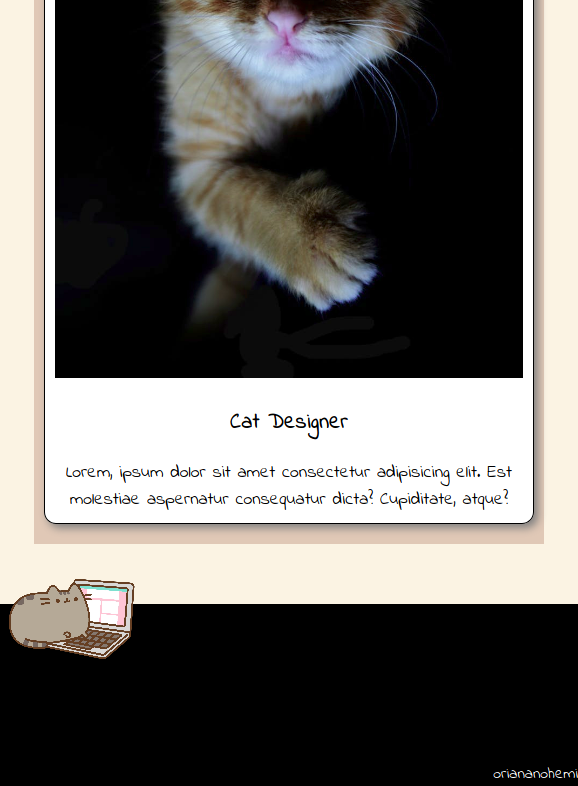 Cat Designer
Lorem, ipsum dolor sit amet consectetur adipisicing elit. Est
molestiae aspernatur consequatur dicta? Cupiditate, atque?
oriananohemi